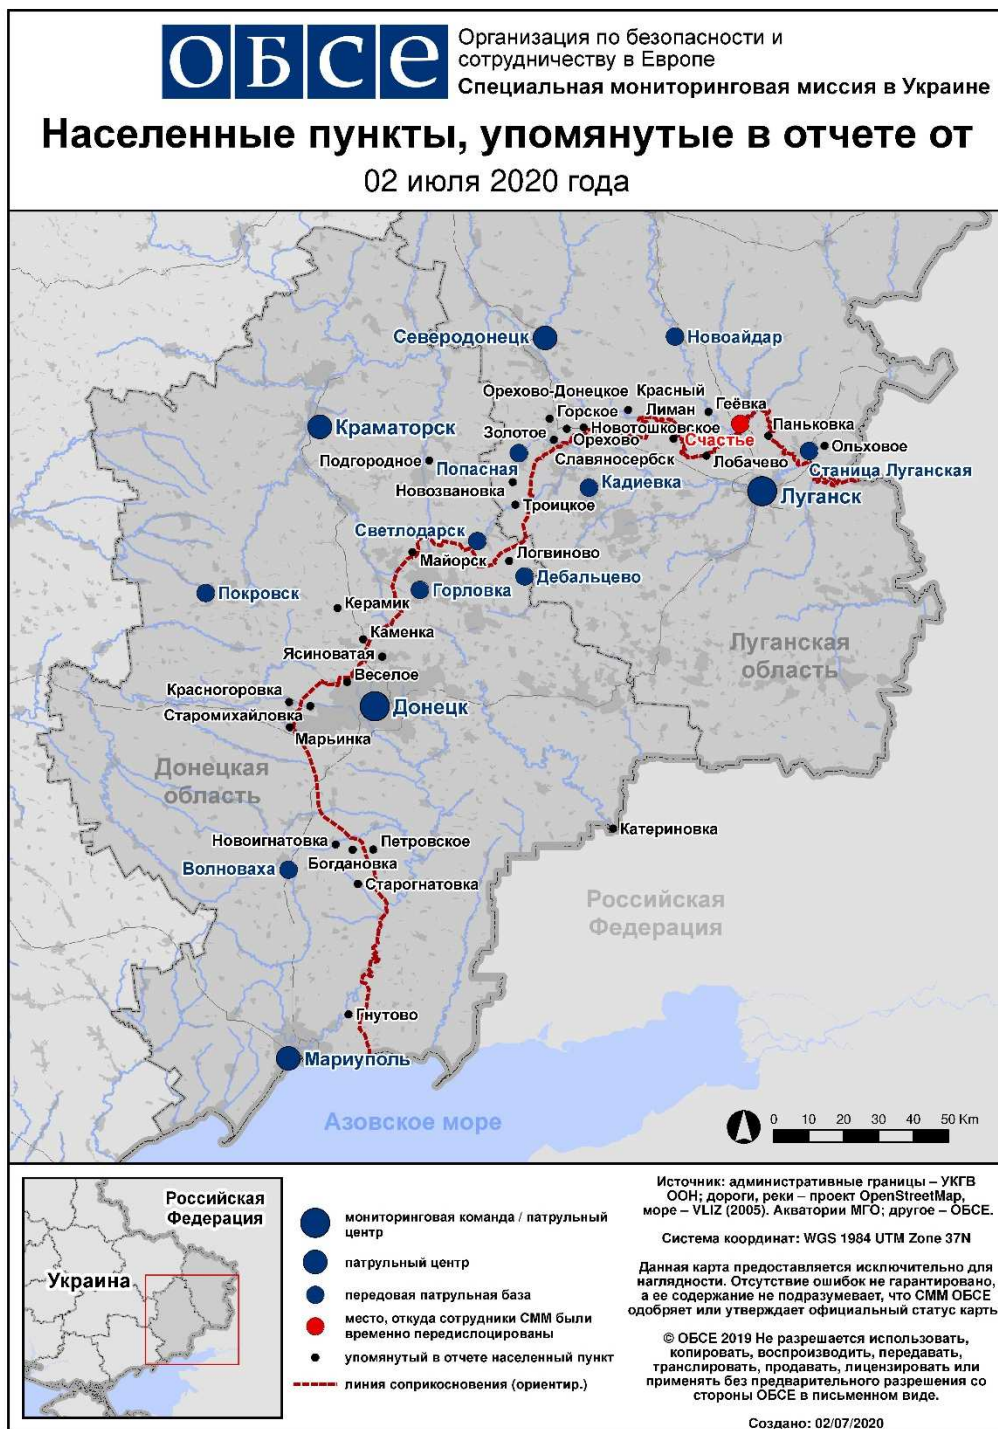 ОБСЕ
Организация по безопасности и
сотрудничеству в Европе
Специальная мониторинговая миссия в Украине
Населенные пункты, упомянутые в отчете от
02 июля 2020 года
Северодонецк
Новоайдар
Орехово-Донецкое
Красный
Лиман
Геёвка
Горское
Краматорск
Золотое
Новотошковское
Орехово
Счастье
Паньковка
Ольховое
Подгородное
Попасная
Славяносербск
Лобачево
Станица Луганская
Новозвановка
Кадиевка
Луганск
Троицкое
Светлодарск
Майорск
Логвиново
Дебальцево
Покровск
Горловка
Керамик
Каменка
Ясиноватая
Луганская
область
Веселое
Красногоровка
Донецк
Старомихайловка
Марьинка
Донецкая
область
Катериновка
Новоигнатовка
Петровское
Богдановка
Волноваха
Старогнатовка
Российская
Федерация
Гнутово
Мариуполь
Азовское море
0 10 20 30 40 50 Km
Российская
Федерация
Украина
мониторинговая команда / патрульный
центр
патрульный центр
передовая патрульная база
место, откуда сотрудники СММ были
временно передислоцированы
упомянутый в отчете населенный пункт
линия соприкосновения (ориентир.)
Источник: административные границы – УКГВ
ООН; дороги, реки – проект OpenStreetMap,
море – VLIZ (2005). Акватории МГО; другое – ОБСЕ.
Система координат: WGS 1984 UTM Zone 37N
Данная карта предоставляется исключительно для
наглядности. Отсутствие ошибок не гарантировано,
а ее содержание не подразумевает, что СММ ОБСЕ
одобряет или утверждает официальный статус карты
© ОБСЕ 2019 Не разрешается использовать,
копировать, воспроизводить, передавать,
транслировать, продавать, лицензировать или
применять без предварительного разрешения со
стороны ОБСЕ в письменном виде.
Создано: 02/07/2020